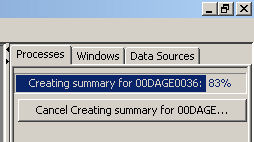 Processes Windows Data Sources
Creating summary for 00DAGE0036: 83%
Cancel Creating summary for 00DAGE...